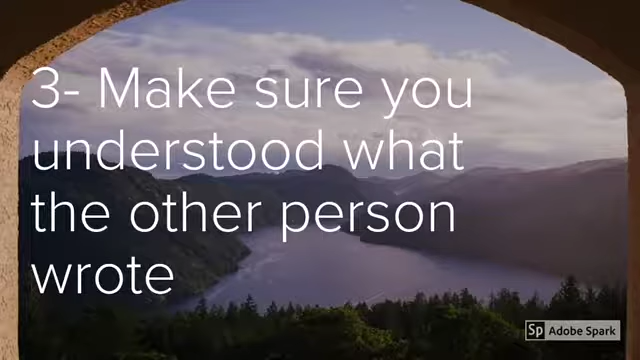 3- Make sure you
understood what
the other person
wrote
Sp Adobe Spark